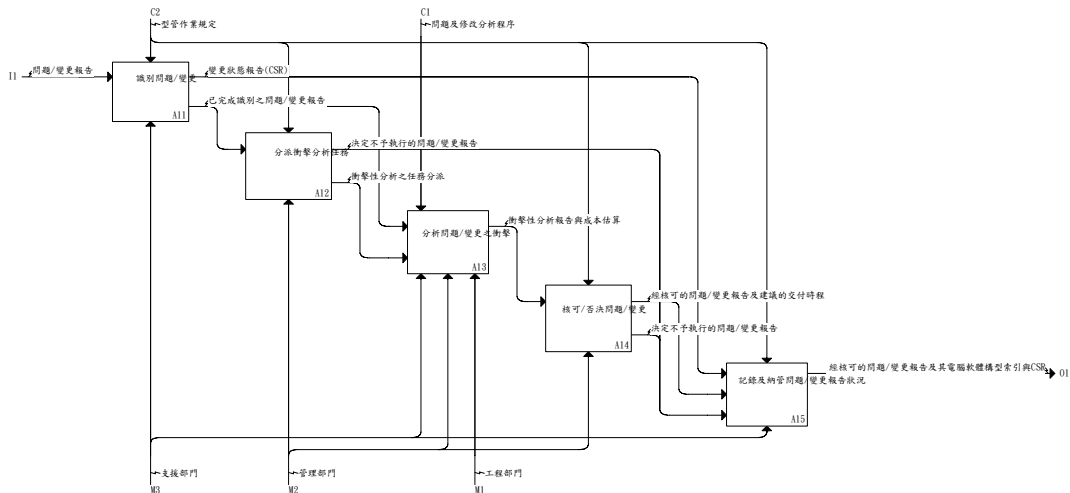 C2
C1
型管作業規定
問題及修改分析程序
I1
問題/變更報告
識別問題/變更
A11
變更狀態報告(CSR)
已完成識別之問題/變更報告
分派衝擊分析任務
A12
決定不予執行的問題/變更報告
衝擊性分析之任務分派
分析問題/變更之衝擊
A13
衝擊性分析報告與成本估算
核可/否決問題/變更
A14
經核可的問題/變更報告及建議的交付時程
決定不予執行的問題/變更報告
記錄及納管問題/變更報告狀況
A15
經核可的問題/變更報告及其電腦軟體構型索引與CSR
O1
支援部門
管理部門
工程部門
M3
M2
M1